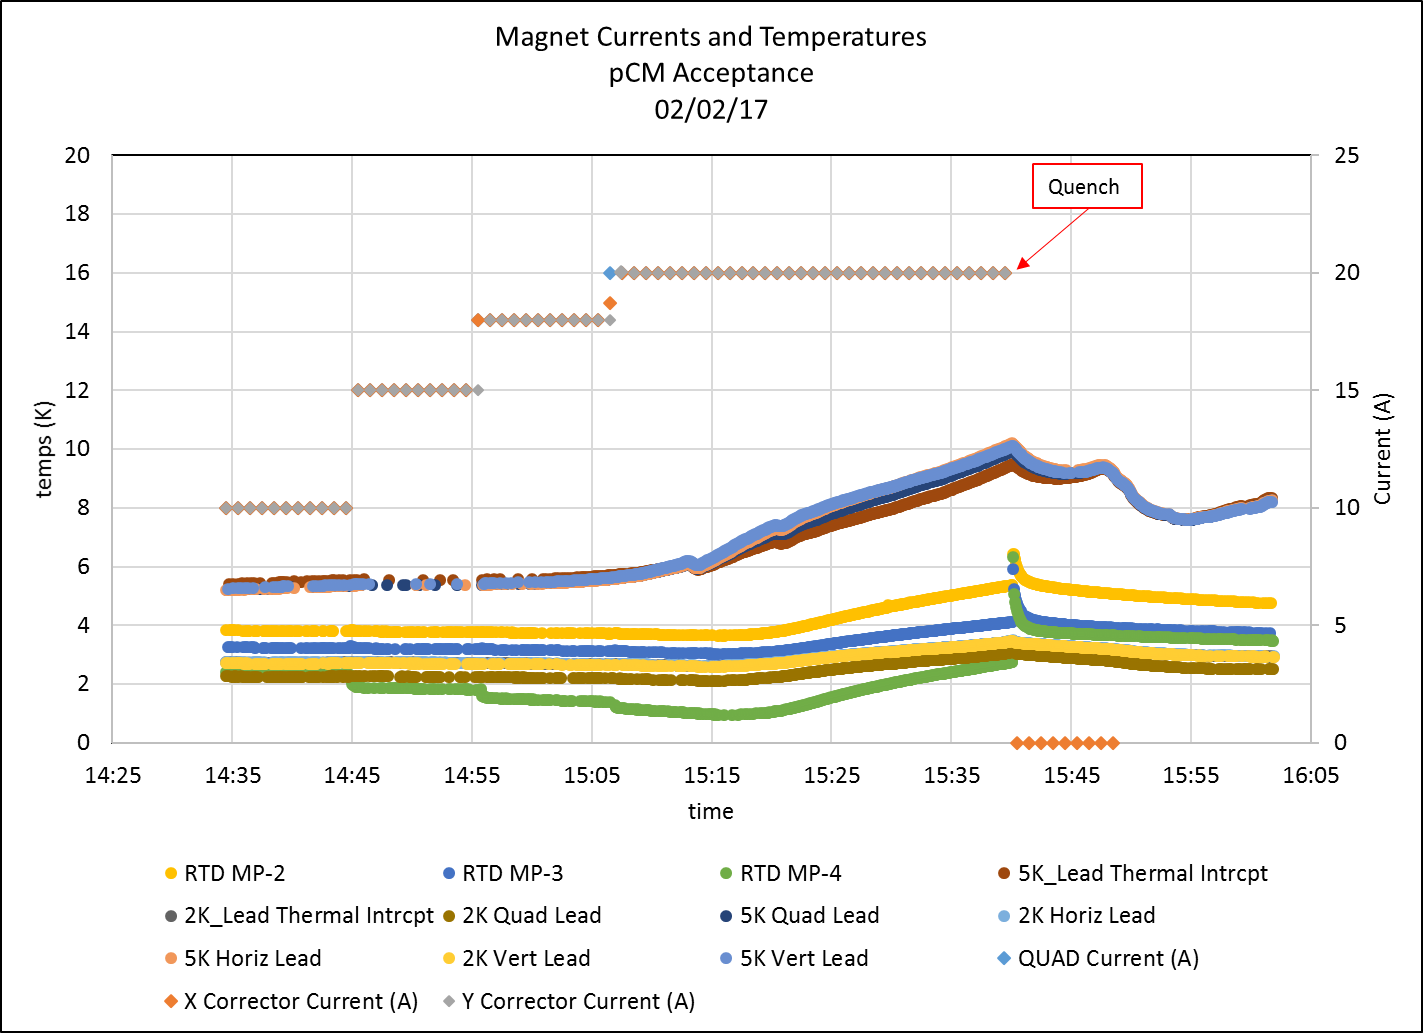 Magnet Currents and Temperatures
pCM Acceptance
02/02/17
20
18
16
14
12
10
8
6
4
2
0
temps (K)
25
20
15
10
5
0
Current (A)
Quench
14:25 14:35 14:45 14:55 15:05 15:15 15:25 15:35 15:45 15:55 16:05
time
RTD MP-2 RTD MP-3 RTD MP-4 5K_Lead Thermal Intrcpt
2K_Lead Thermal Intrcpt 2K Quad Lead 5K Quad Lead 2K Horiz Lead
5K Horiz Lead 2K Vert Lead 5K Vert Lead QUAD Current (A)
X Corrector Current (A) Y Corrector Current (A)